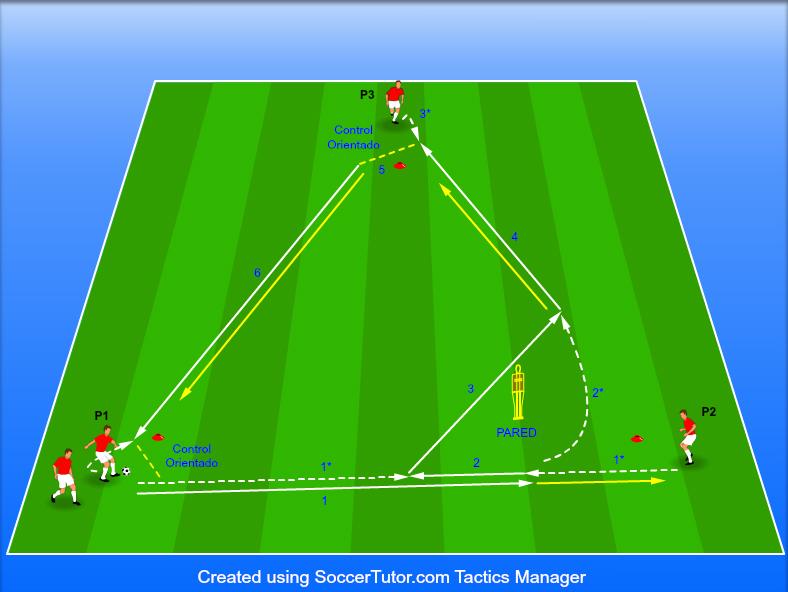 P3
3*
Control
Orientado
5
4
6
3
2*
P1
P2
PARED
Control
Orientado
1*
2
1*
1
Created using SoccerTutor.com Tactics Manager